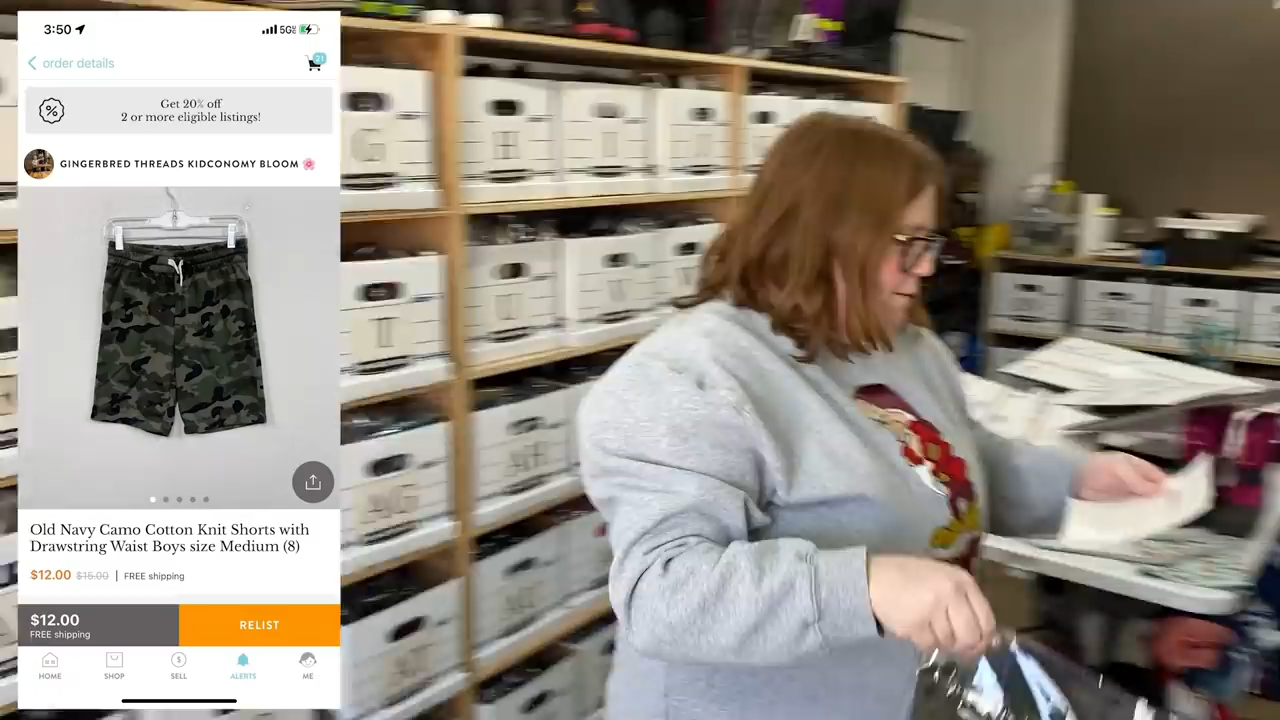 3:50
5G
order details
21
Get 20% off
2 or more eligible listings!
GINGERBRED THREADS KIDCONOMY BLOOM 🌸
Old Navy Camo Cotton Knit Shorts with
Drawstring Waist Boys size Medium (8)
$12.00 $15.00 | FREE shipping
$12.00
FREE shipping
RELIST
HOME
SHOP
SELL
ALERTS
ME
G
H
I
T
AG